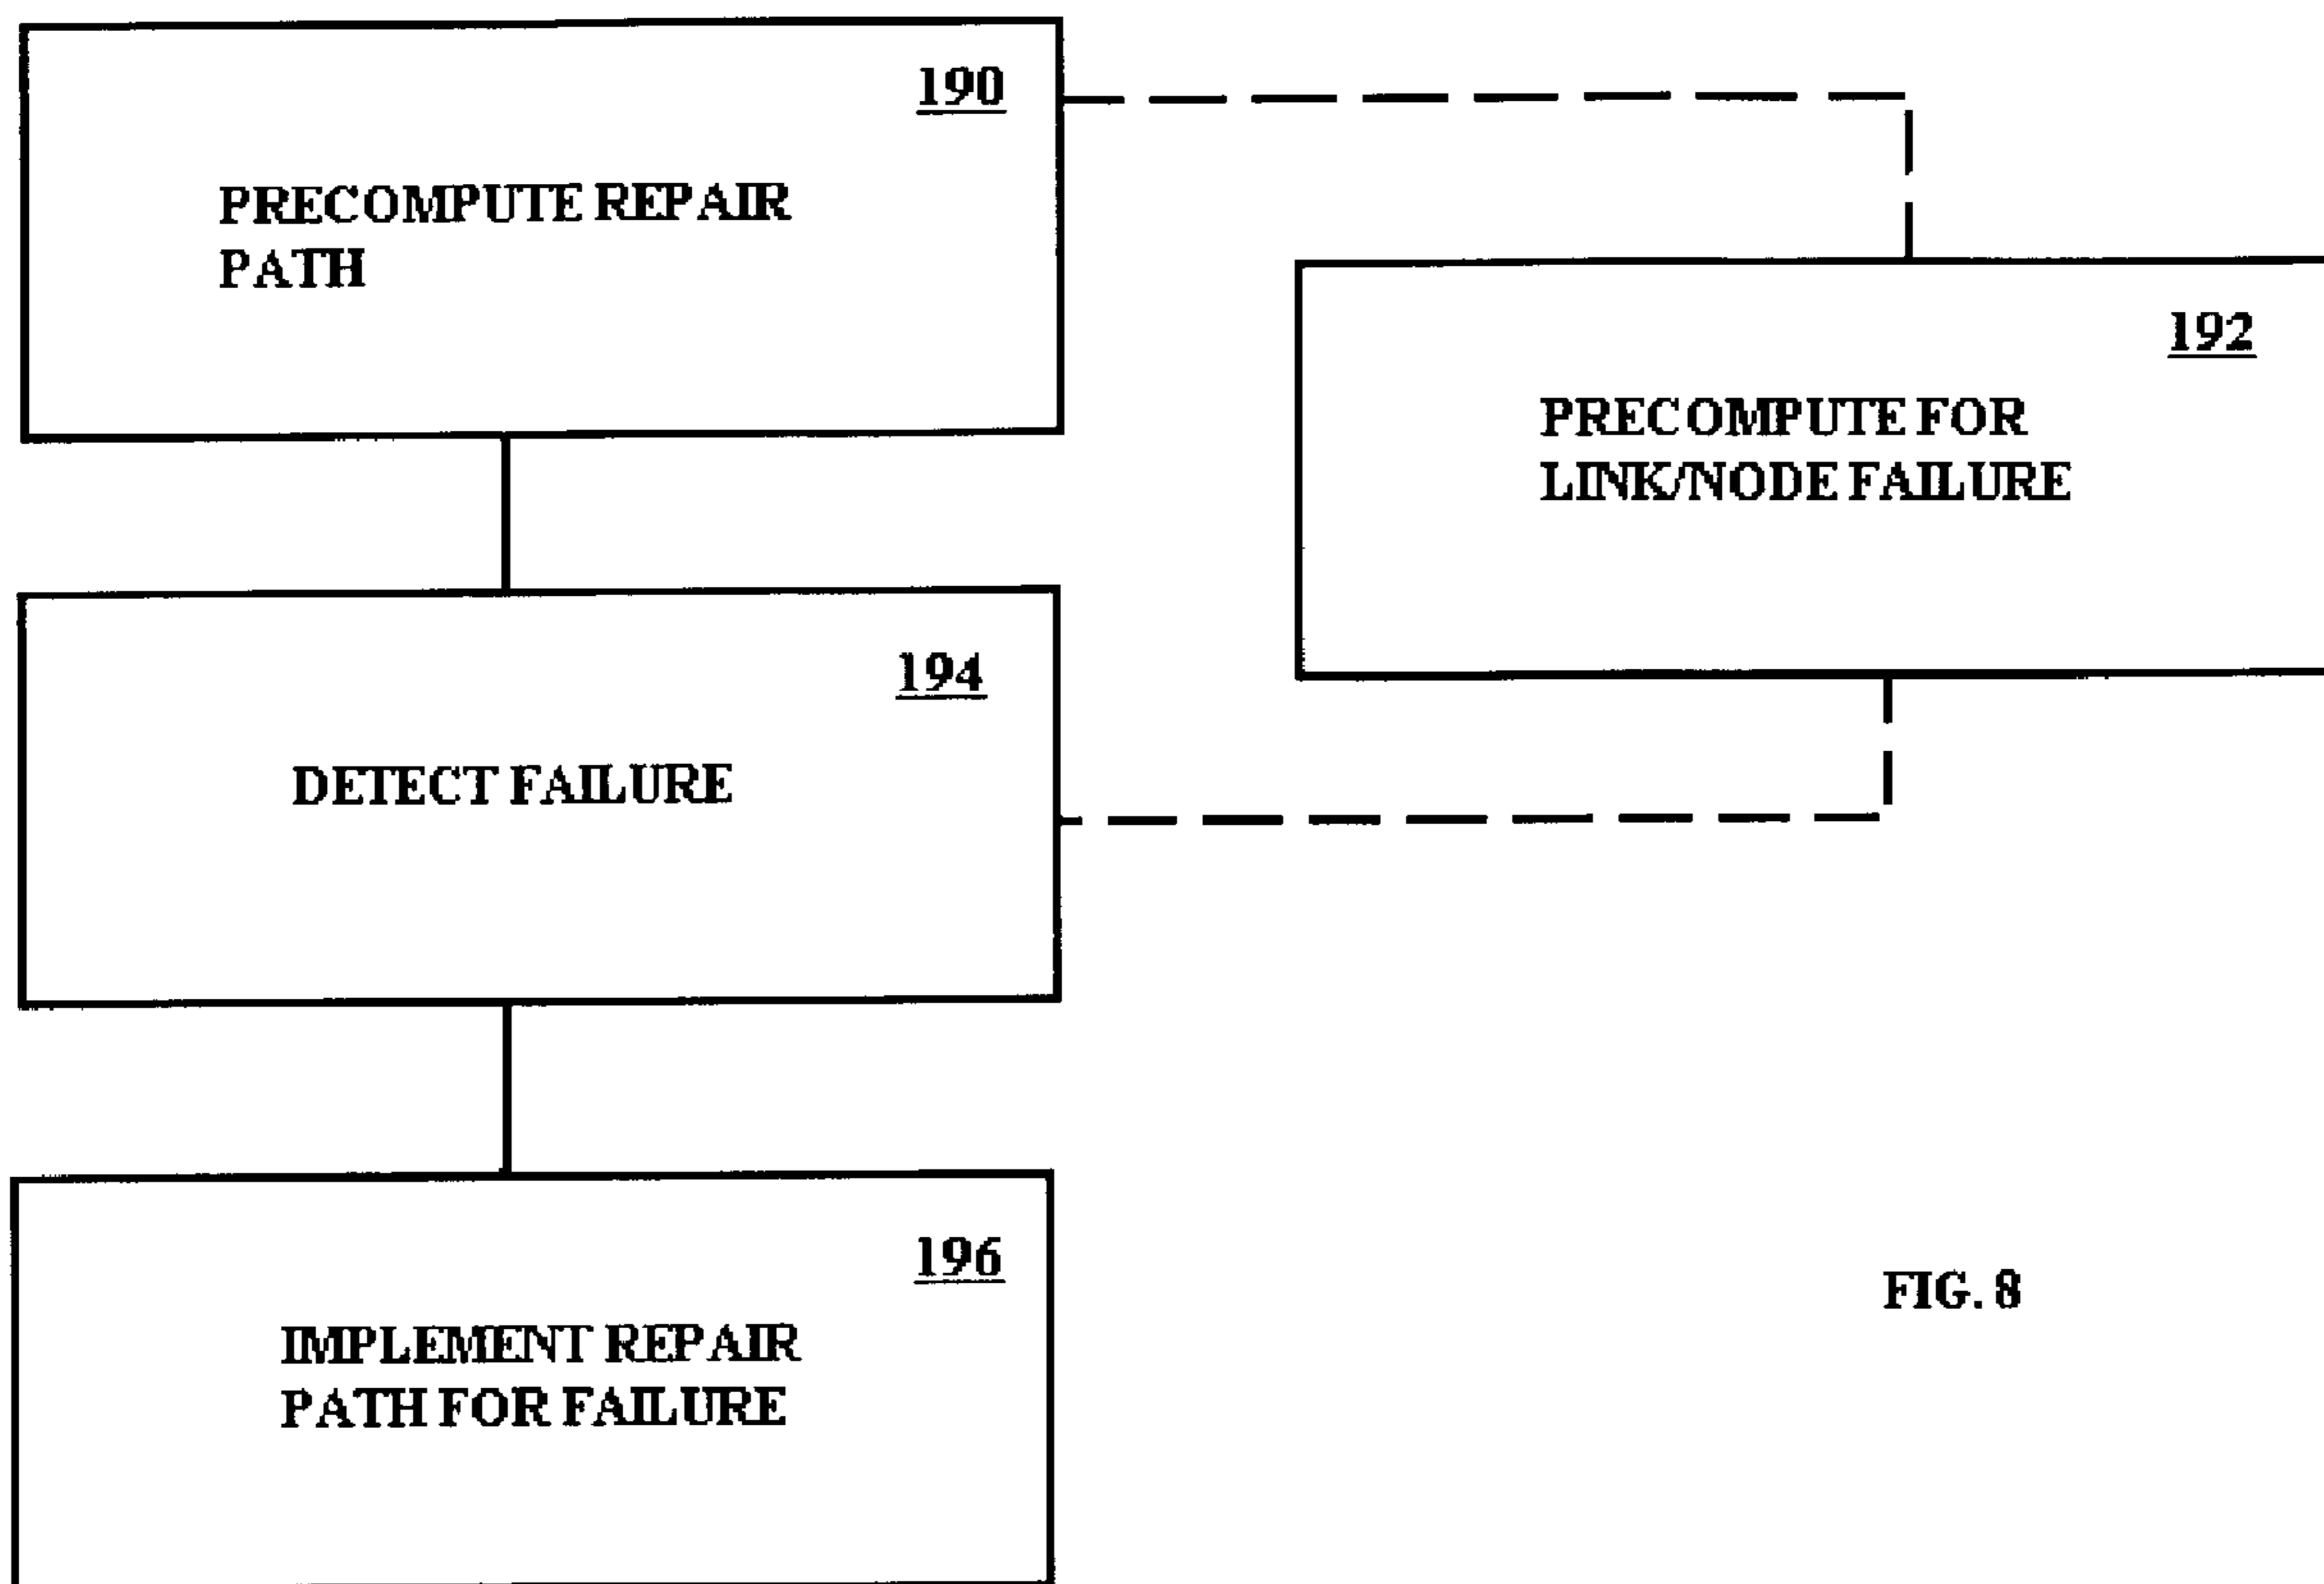 190
PRECOMPUTE REPAIR
PATH
192
PRECOMPUTE FOR
LINK/NODE FAILURE
194
DETECT FAILURE
196
IMPLEMENT REPAIR
PATH FOR FAILURE
FIG. 8